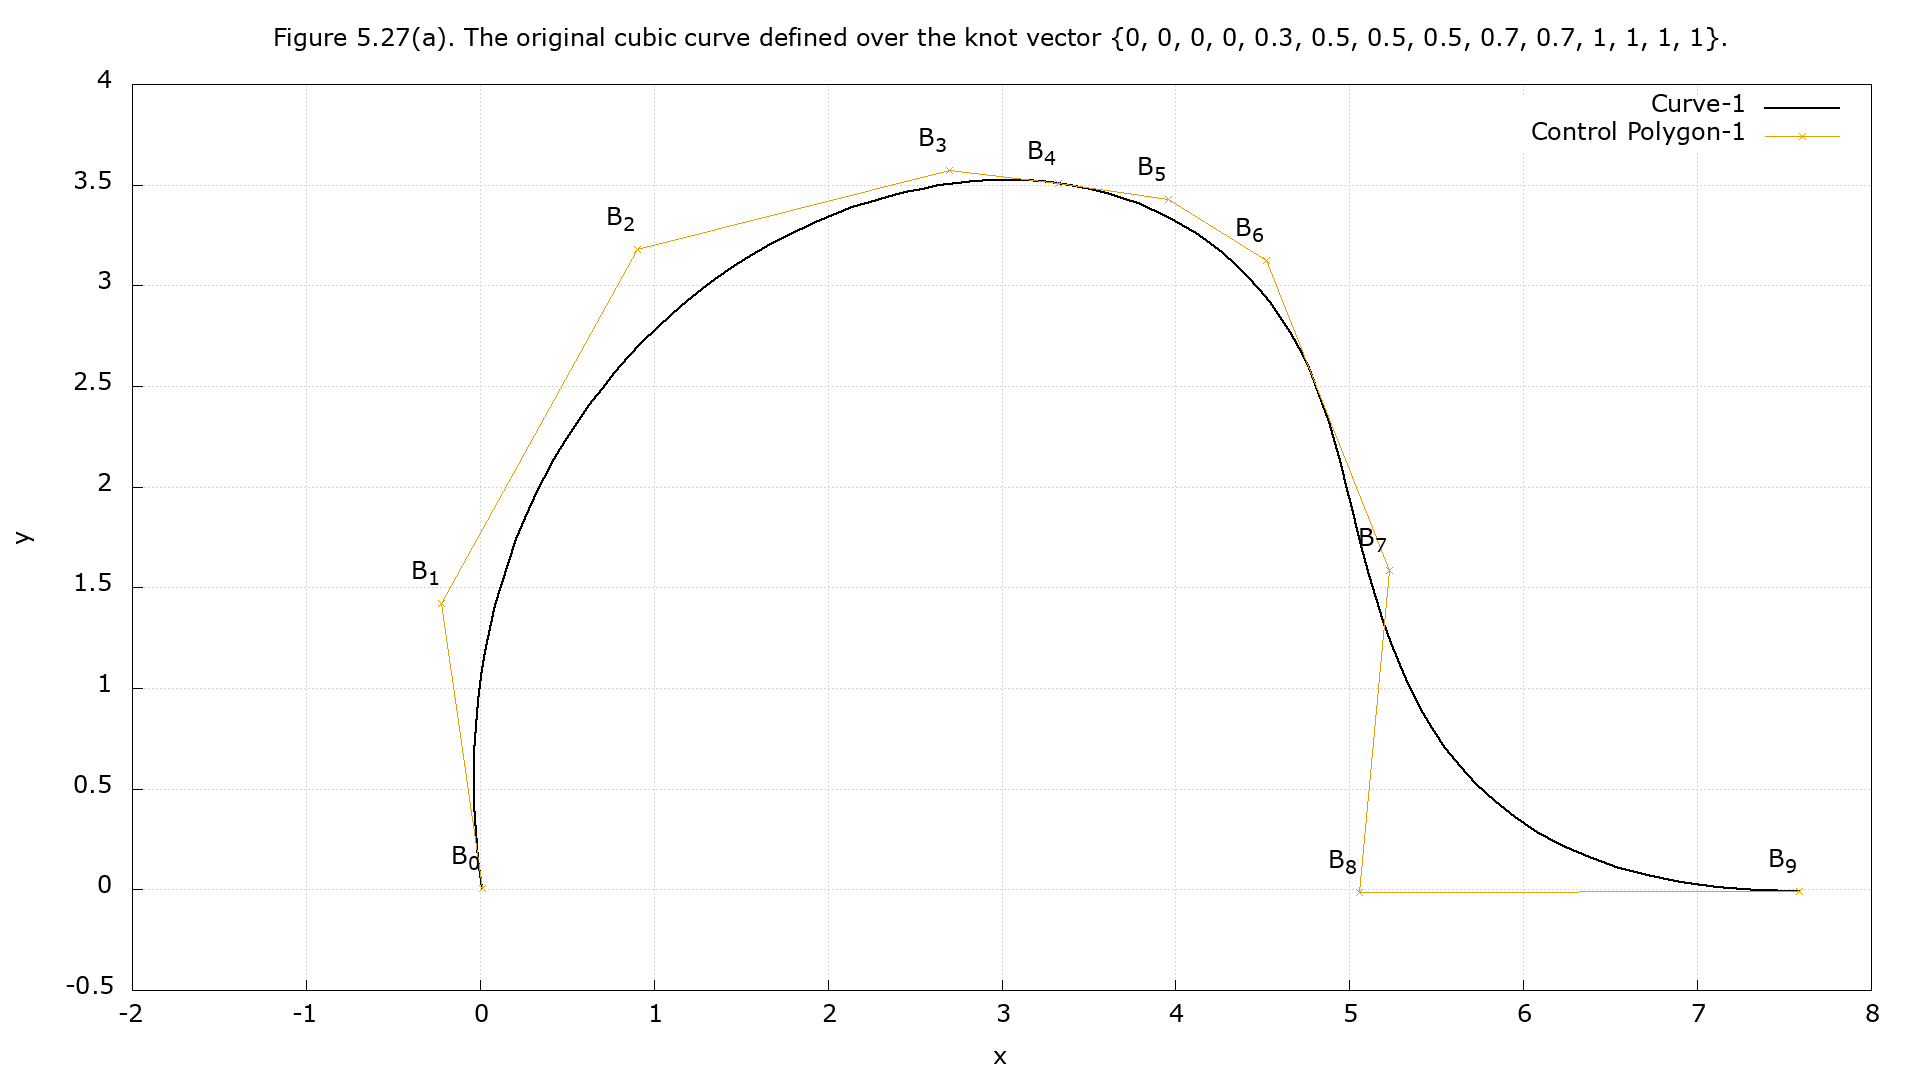 Figure 5.27(a). The original cubic curve defined over the knot vector {0, 0, 0, 0, 0.3, 0.5, 0.5, 0.5, 0.7, 0.7, 1, 1, 1, 1}.
4
Curve-1
Control Polygon-1
B3
B4
B5
3.5
B2
B6
3
2.5
2
y
B7
B1
1.5
1
0.5
B0
B8
B9
0
-0.5
-2 -1 0 1 2 3 4 5 6 7 8
x